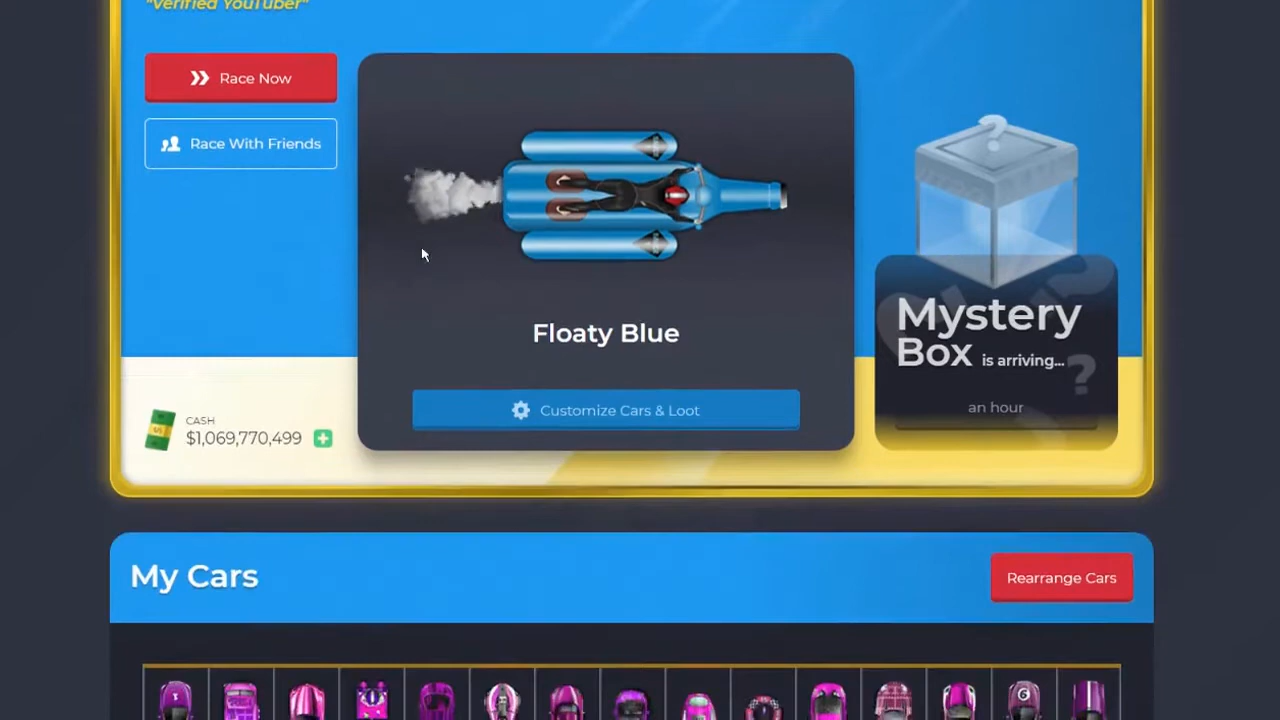 "Verified YouTuber"
Race Now
Race With Friends
Floaty Blue
Customize Cars & Loot
CASH
$1,069,770,499
Mystery
Box is arriving...
an hour
My Cars
Rearrange Cars